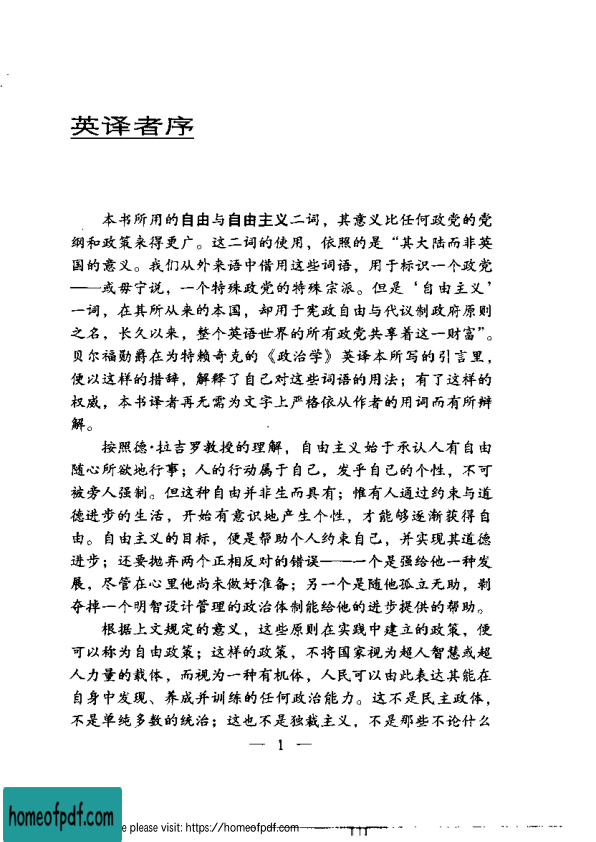 英译者序
本书所用的自由与自由主义二词，其意义比任何政党的党
纲和政策来得更广。这二词的使用，依照的是“其大陆而非英
国的意义。我们从外来语中借用这些词语，用于标识一个政党
——或毋宁说，一个特殊政党的特殊宗派。但是‘自由主义’
一词，在其所从来的本国，却用于宪政自由与代议制政府原则
之名，长久以来，整个英语世界的所有政党共享着这一财富”。
贝尔福勋爵在为特赖奇克的《政治学》英译本所写的引言里，
便以这样的措辞，解释了自己对这些词语的用法；有了这样的
权威，本书译者再无需为文字上严格依从作者的用词而有所辩
解。
按照德·拉吉罗教授的理解，自由主义始于承认人有自由
随心所欲地行事；人的行动属于自己，发乎自己的个性，不可
被旁人强制。但这种自由并非生而具有；惟有人通过约束与道
德进步的生活，开始有意识地产生个性，才能够逐渐获得自
由。自由主义的目标，便是帮助个人约束自己，并实现其道德
进步；还要抛弃两个正相反对的错误——一个是强给他一种发
展，尽管在心里他尚未做好准备；另一个是随他孤立无助，剥
夺掉一个明智设计管理的政治体制能给他的进步提供的帮助。
根据上文规定的意义，这些原则在实践中建立的政策，便
可以称为自由政策；这样的政策，不将国家视为超人智慧或超
人力量的载体，而视为一种有机体，人民可以由此表达其能在
自身中发现、养成并训练的任何政治能力。这不是民主政体，
不是单纯多数的统治；这也不是独裁主义，不是那些不论什么
— 1 —
homeofpdf.com
e please visit: https://homeofpdf.com